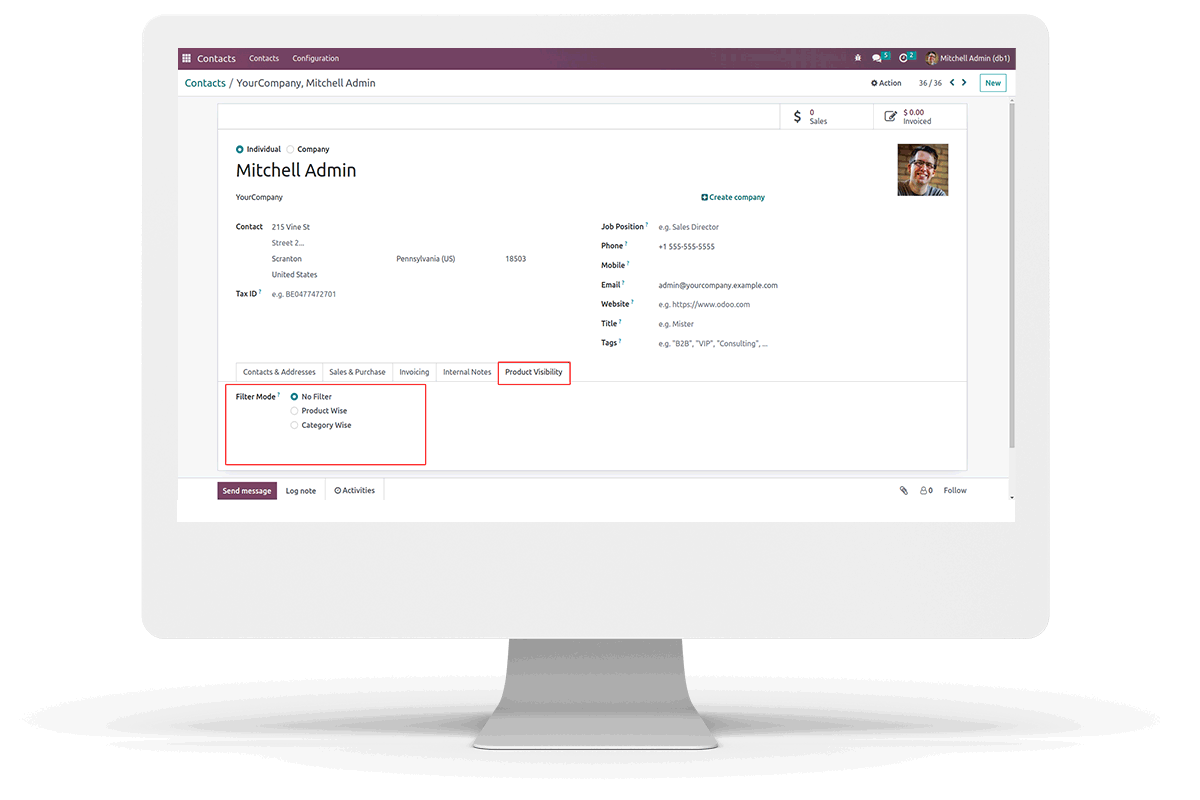 Contacts Contacts Configuration 5 2 Mitchell Admin (db1)
Contacts / YourCompany, Mitchell Admin Action 36 / 36 New
$ 0 Sales
$ 0.00 Invoiced
Individual Company
Mitchell Admin
YourCompany Create company
Contact 215 Vine St
Street 2...
Scranton Pennsylvania (US) 18503
United States
Tax ID ? e.g. BE0477472701
Job Position ? e.g. Sales Director
Phone ? +1 555-555-5555
Mobile ?
Email ? admin@yourcompany.example.com
Website ? e.g. https://www.odoo.com
Title ? e.g. Mister
Tags ? e.g. "B2B", "VIP", "Consulting", ...
Contacts & Addresses Sales & Purchase Invoicing Internal Notes Product Visibility
Filter Mode ? No Filter
Product Wise
Category Wise
Send message Log note Activities 0 Follow